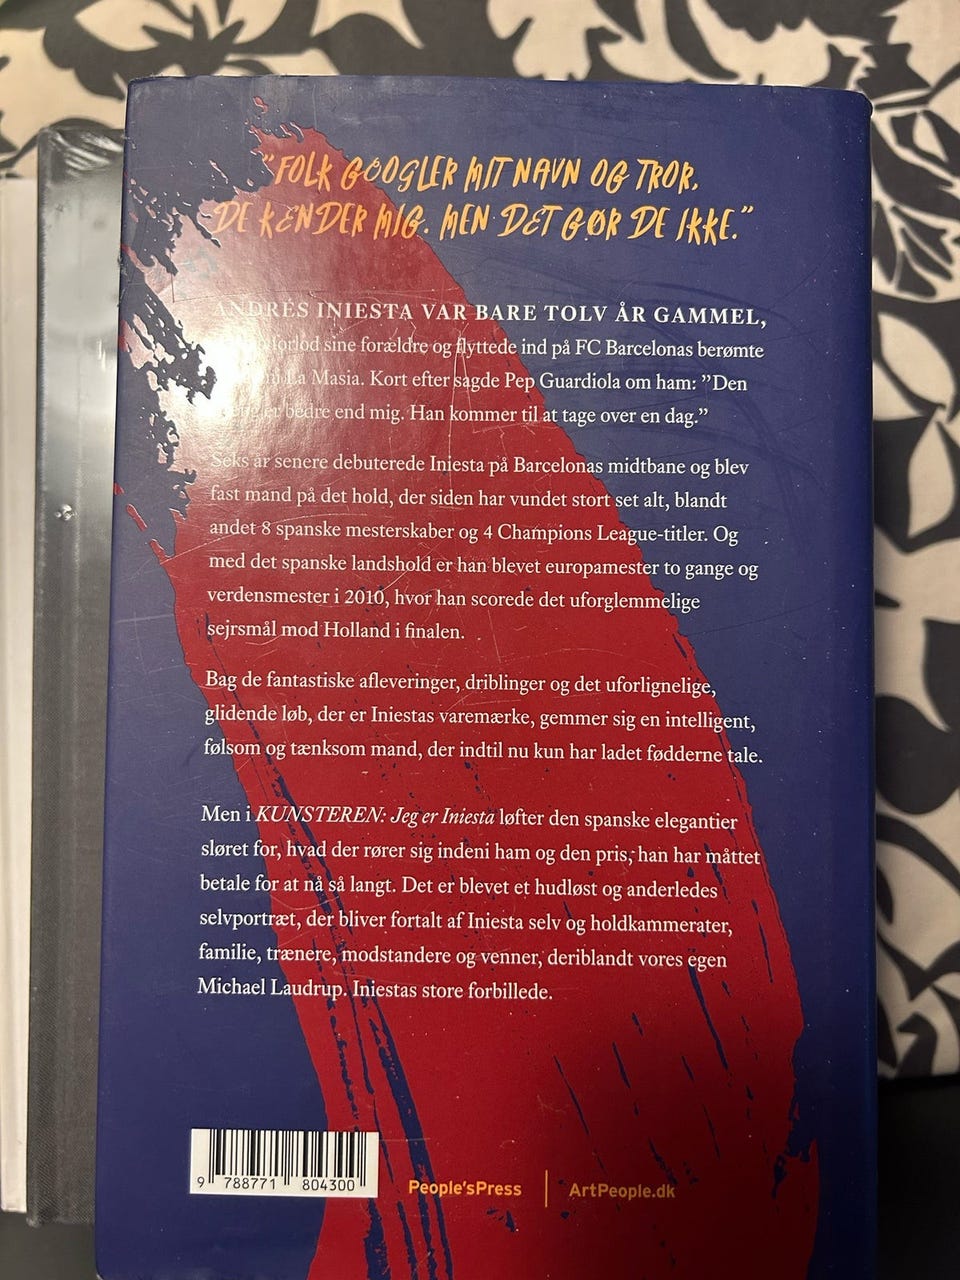 ”FOLK GOOGLER MIT NAVN OG TROR,
DE KENDER MIG. MEN DET GØR DE IKKE.”
ANDRÉS INIESTA VAR BARE TOLV ÅR GAMMEL,
forlod sine forældre og flyttede ind på FC Barcelonas berømte
La Masia. Kort efter sagde Pep Guardiola om ham: ”Den
er bedre end mig. Han kommer til at tage over en dag.”
Seks år senere debuterede Iniesta på Barcelonas midtbane og blev
fast mand på det hold, der siden har vundet stort set alt, blandt
andet 8 spanske mesterskaber og 4 Champions League-titler. Og
med det spanske landshold er han blevet europamester to gange og
verdensmester i 2010, hvor han scorede det uforglemmelige
sejrsmål mod Holland i finalen.
Bag de fantastiske afleveringer, driblinger og det uforlignelige,
glidende løb, der er Iniestas varemærke, gemmer sig en intelligent,
følsom og tænksom mand, der indtil nu kun har ladet fødderne tale.
Men i KUNSTEREN: Jeg er Iniesta løfter den spanske elegantier
sløret for, hvad der rører sig indeni ham og den pris, han har måttet
betale for at nå så langt. Det er blevet et hudløst og anderledes
selvportræt, der bliver fortalt af Iniesta selv og holdkammerater,
familie, trænere, modstandere og venner, deriblandt vores egen
Michael Laudrup. Iniestas store forbillede.
9 788771 804300
People'sPress | ArtPeople.dk